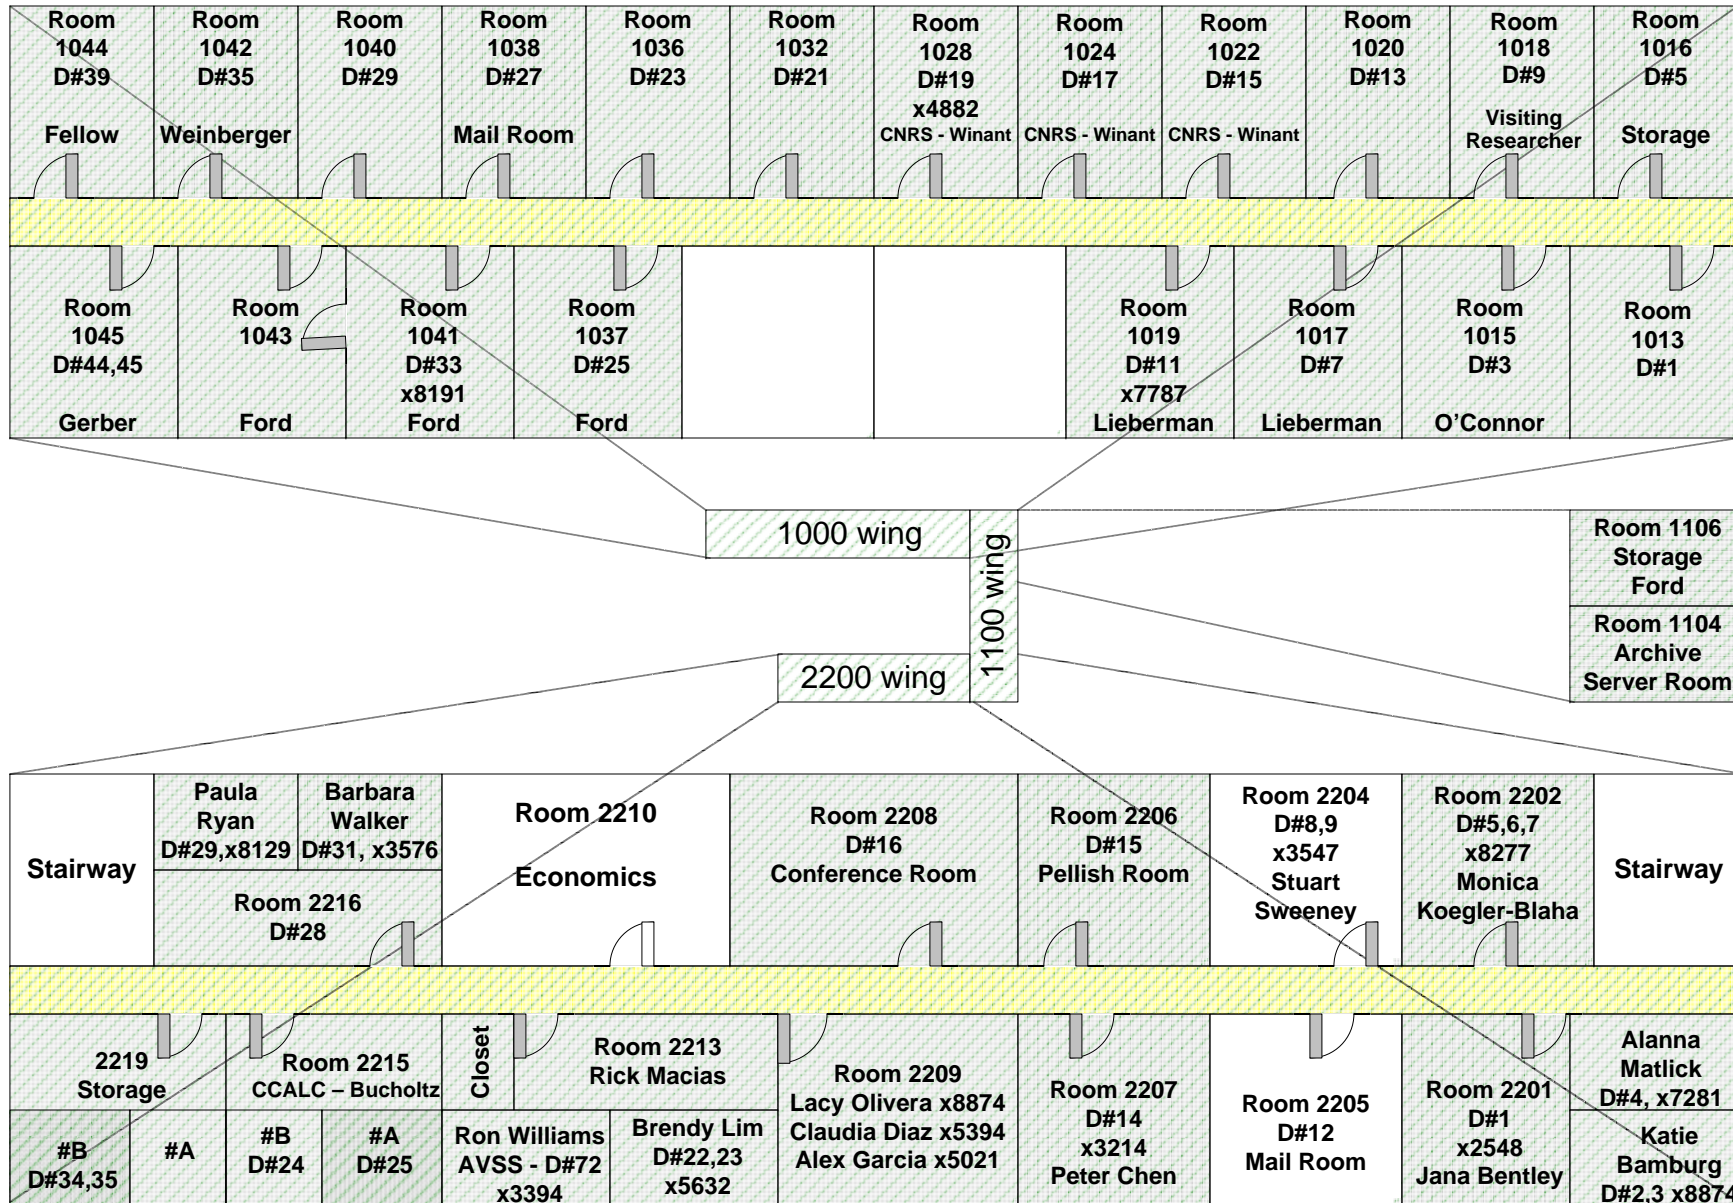 Room
1044
D#39
Fellow
Room
1042
D#35
Weinberger
Room
1040
D#29
Room
1038
D#27
Mail Room
Room
1036
D#23
Room
1032
D#21
Room
1028
D#19
x4882
CNRS - Winant
Room
1024
D#17
CNRS - Winant
Room
1022
D#15
CNRS - Winant
Room
1020
D#13
Room
1018
D#9
Visiting
Researcher
Room
1016
D#5
Storage
Room
1045
D#44,45
Gerber
Room
1043
Ford
Room
1041
D#33
x8191
Ford
Room
1037
D#25
Ford
Room
1019
D#11
x7787
Lieberman
Room
1017
D#7
Lieberman
Room
1015
D#3
O’Connor
Room
1013
D#1
1000 wing
1100 wing
2200 wing
Room 1106
Storage
Ford
Room 1104
Archive
Server Room
Stairway
Paula
Ryan
D#29,x8129
Barbara
Walker
D#31, x3576
Room 2216
D#28
Room 2210
Economics
Room 2208
D#16
Conference Room
Room 2206
D#15
Pellish Room
Room 2204
D#8,9
x3547
Stuart
Sweeney
Room 2202
D#5,6,7
x8277
Monica
Koegler-Blaha
Stairway
2219
Storage
#B
D#34,35
#A
Room 2215
CCALC – Bucholtz
#B
D#24
#A
D#25
Closet
Room 2213
Rick Macias
Ron Williams
AVSS - D#72
x3394
Brendy Lim
D#22,23
x5632
Room 2209
Lacy Olivera x8874
Claudia Diaz x5394
Alex Garcia x5021
Room 2207
D#14
x3214
Peter Chen
Room 2205
D#12
Mail Room
Room 2201
D#1
x2548
Jana Bentley
Alanna
Matlick
D#4, x7281
Katie
Bamburg
D#2,3 x8874